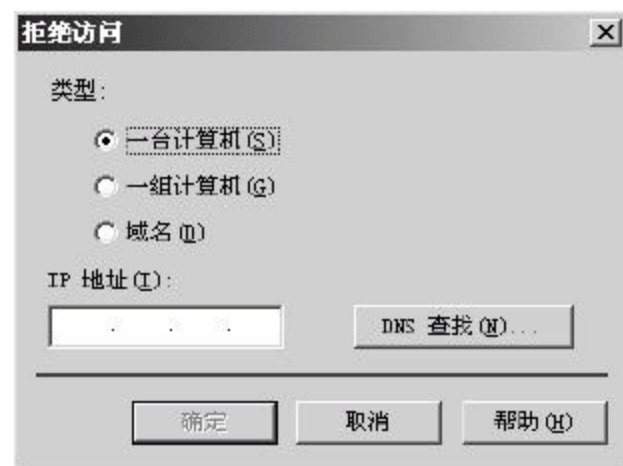 拒绝访问
类型:
一台计算机(S)
一组计算机(G)
域名(D)
IP 地址(I):
DNS 查找(N)...
确定
取消
帮助(H)